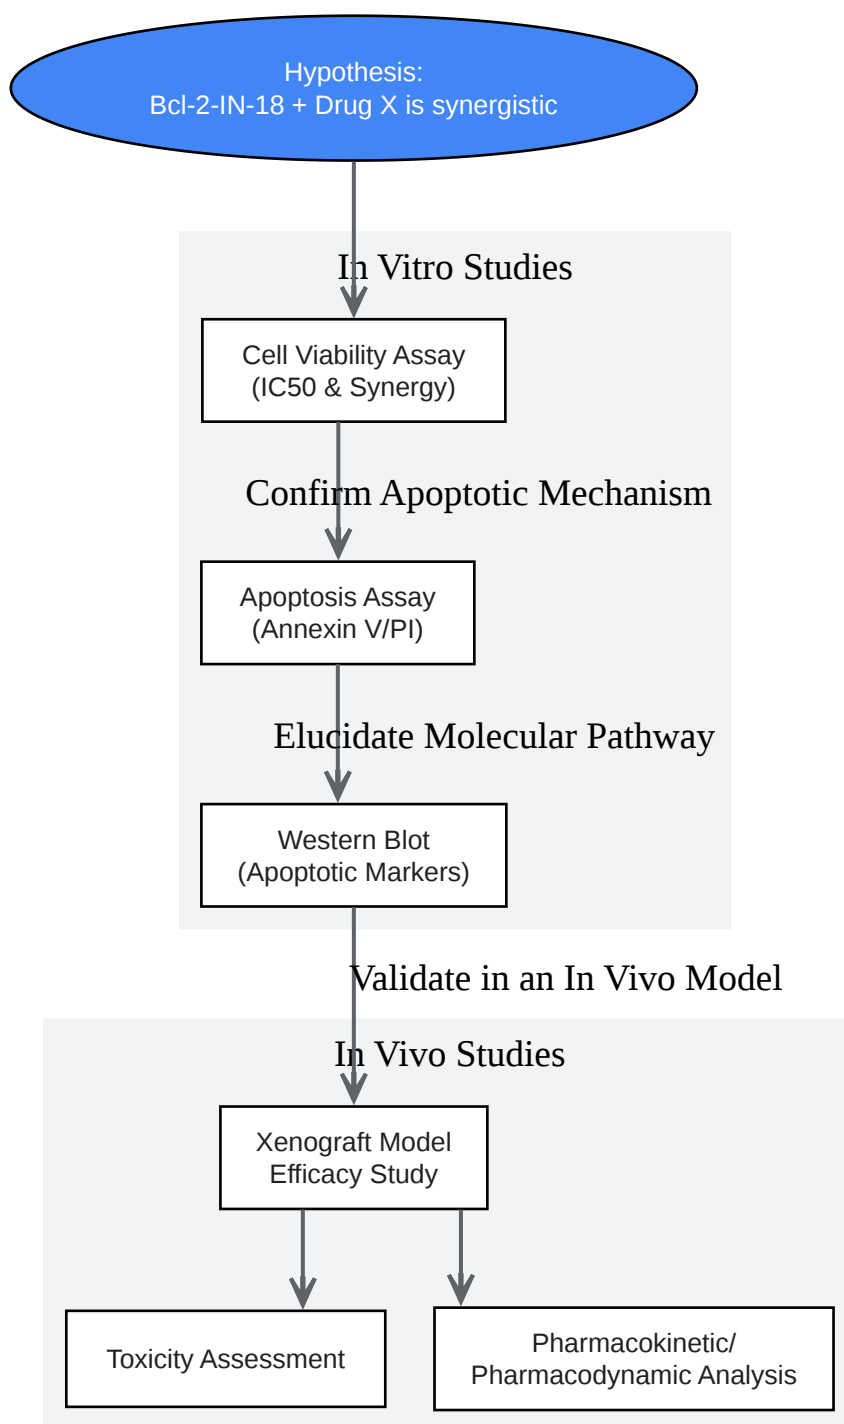 Hypothesis:
Bcl-2-IN-18 + Drug X is synergistic
In Vitro Studies
Cell Viability Assay
(IC50 & Synergy)
Confirm Apoptotic Mechanism
Apoptosis Assay
(Annexin V/PI)
Elucidate Molecular Pathway
Western Blot
(Apoptotic Markers)
Validate in an In Vivo Model
In Vivo Studies
Xenograft Model
Efficacy Study
Toxicity Assessment
Pharmacokinetic/
Pharmacodynamic Analysis